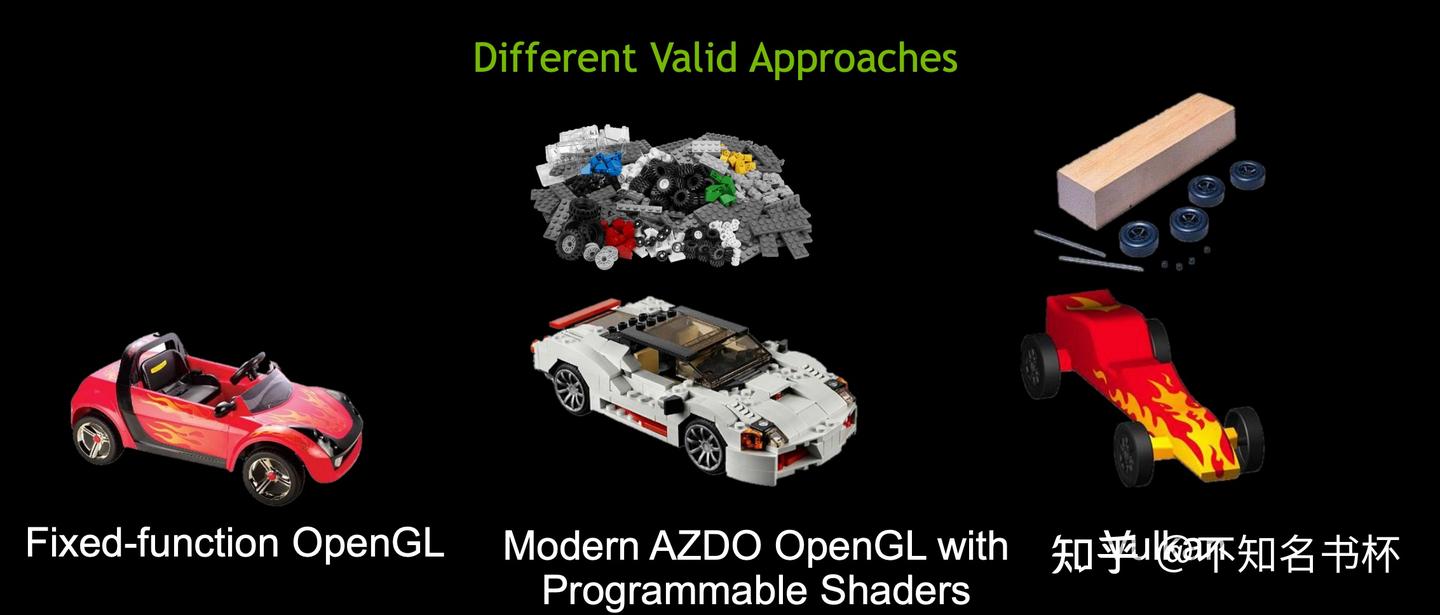 Different Valid Approaches
Fixed-function OpenGL
Modern AZDO OpenGL with
Programmable Shaders
Vulkan
知乎 @不知名书杯